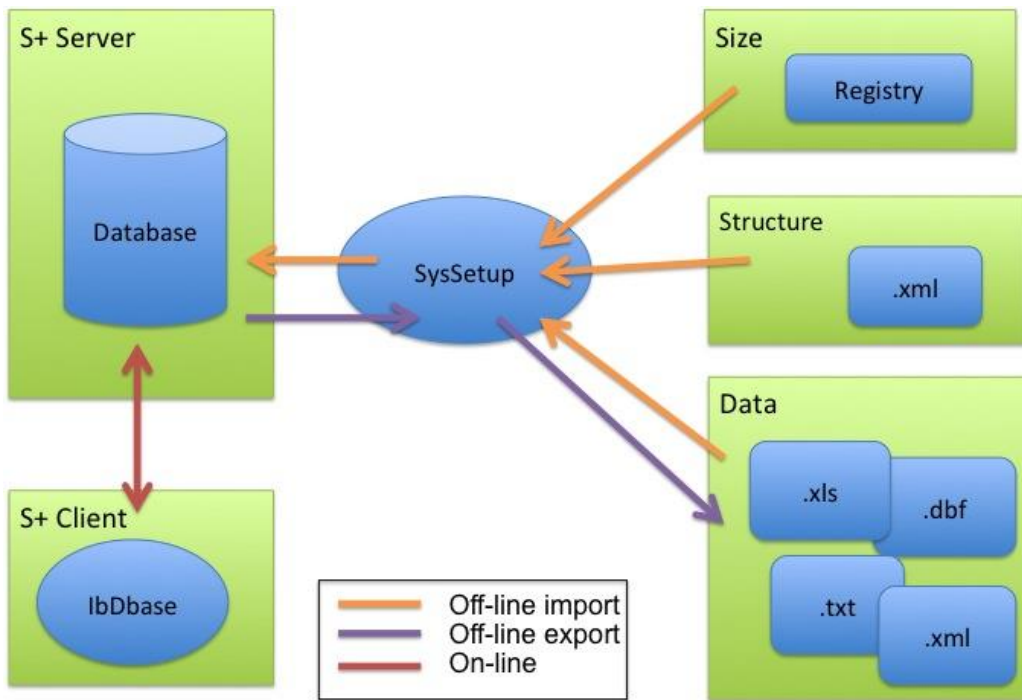 S+ Server
Database
SysSetup
S+ Client
IbDbase
Size
Registry
Structure
.xml
Data
.xls
.dbf
.txt
.xml
Off-line import
Off-line export
On-line